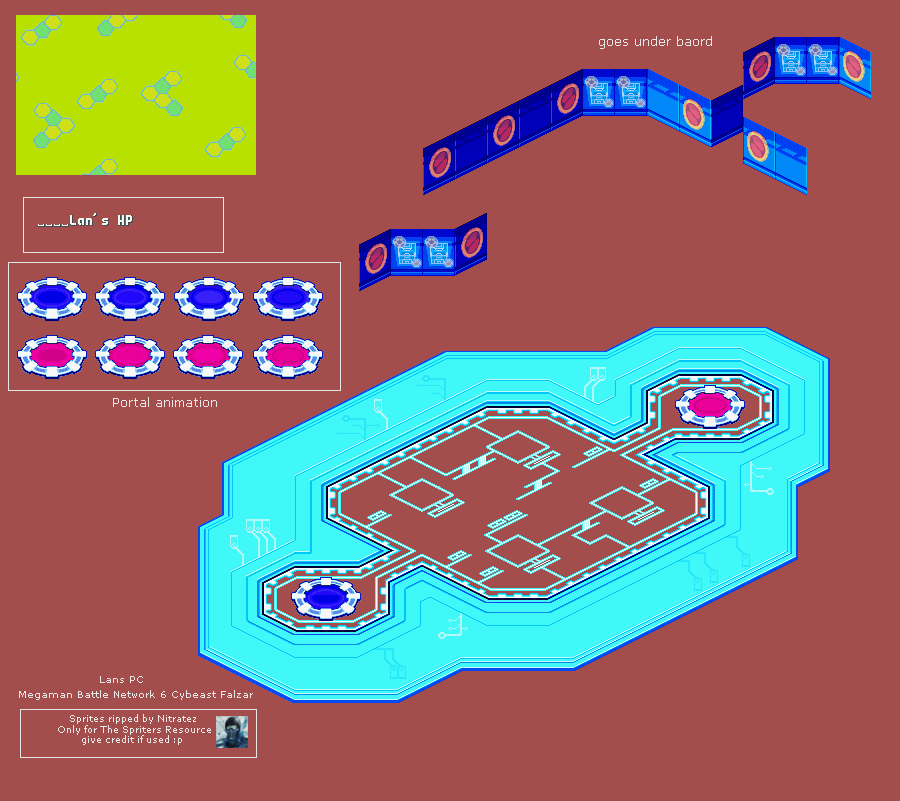 goes under baord
Lan's HP
Portal animation
Lans PC
Megaman Battle Network 6 Cybeast Falzar
Sprites ripped by Nitratez
Only for The Spriters Resource
give credit if used :p